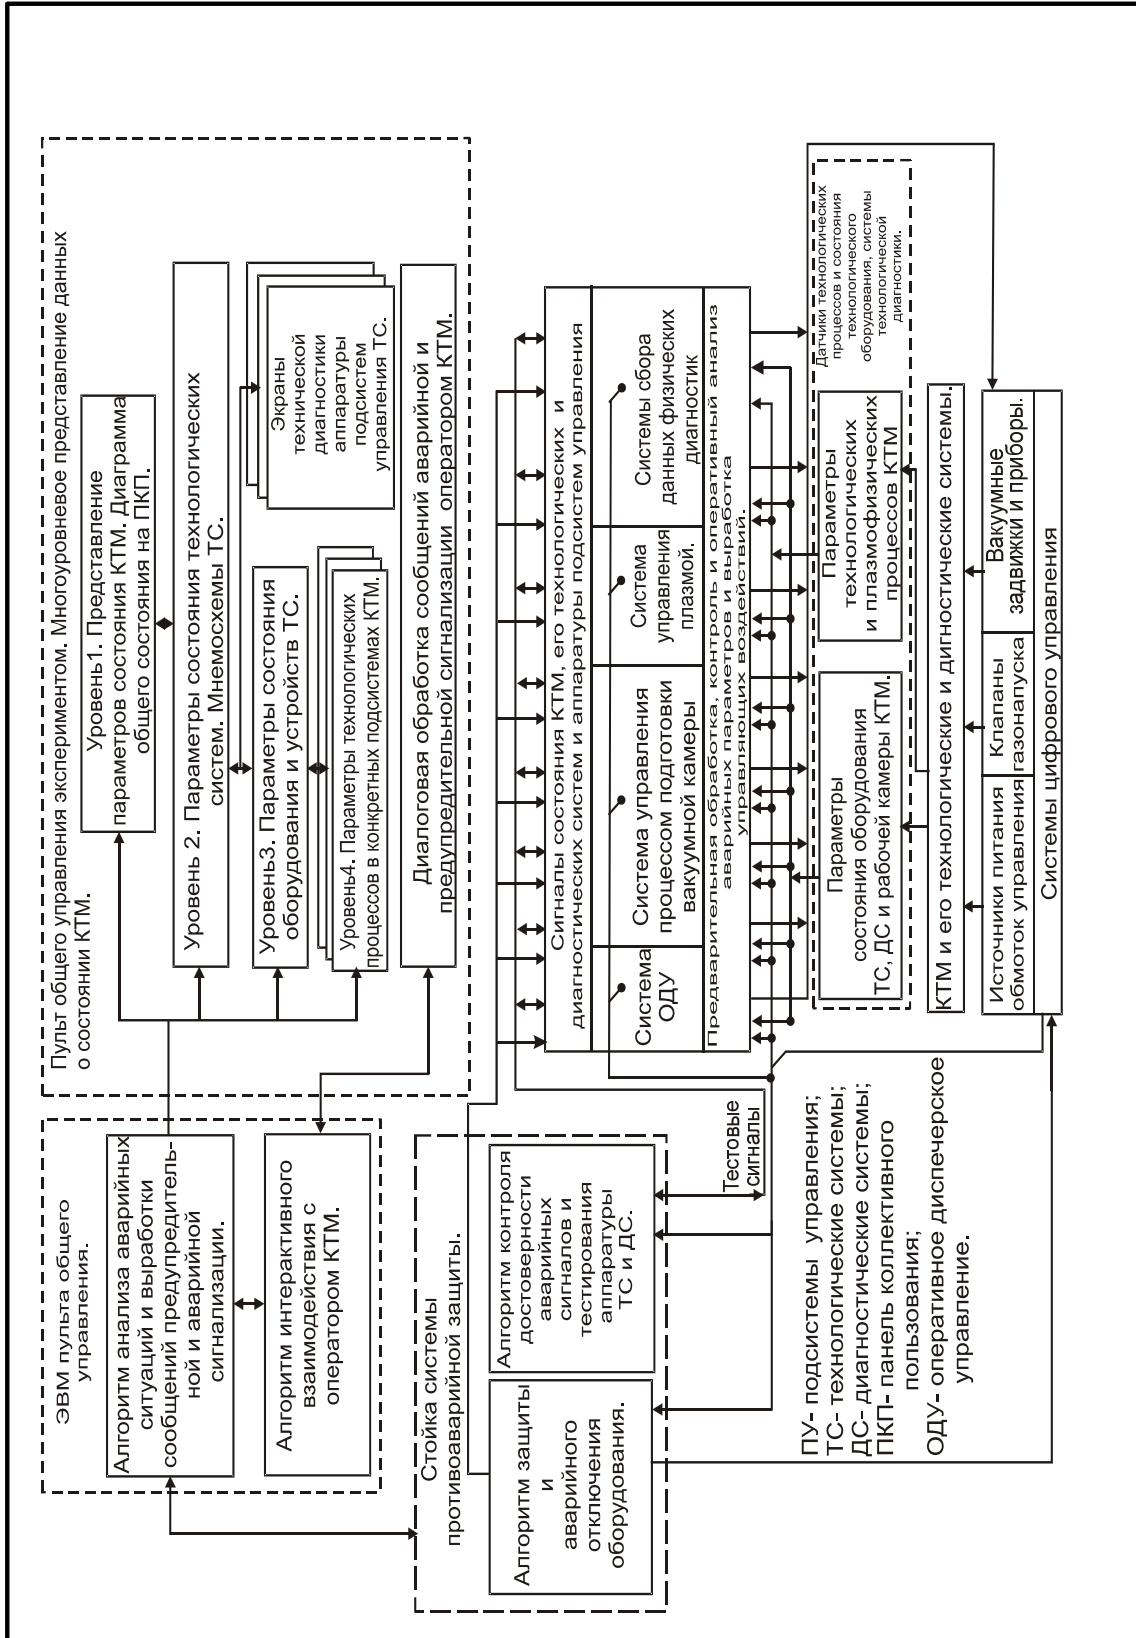 ЭВМ пульта общего
управления.
Алгоритм анализа аварийных
ситуаций и выработки
сообщений предупредитель-
ной и аварийной
сигнализации.
Алгоритм интерактивного
взаимодействия с
оператором КТМ.
Пульт общего управления экспериментом. Многоуровневое представление данных
о состоянии КТМ.
Уровень1. Представление
параметров состояния КТМ. Диаграмма
общего состояния на ПКП.
Уровень 2. Параметры состояния технологических
систем. Мнемосхемы ТС.
Уровень3. Параметры состояния
оборудования и устройств ТС.
Экраны
технической
диагностики
аппаратуры
подсистем
управления ТС.
Уровень4. Параметры технологических
процессов в конкретных подсистемах КТМ.
Диалоговая обработка сообщений аварийной и
предупредительной сигнализации оператором КТМ.
Стойка системы
противоаварийной защиты.
Алгоритм защиты
и
аварийного
отключения
оборудования.
Алгоритм контроля
достоверности
аварийных
сигналов и
тестирования
аппаратуры
ТС и ДС.
Тестовые
сигналы
Сигналы состояния КТМ, его технологических и
диагностических систем и аппаратуры подсистем управления
Система
ОДУ
Система управления
процессом подготовки
вакуумной камеры
Система
управления
плазмой.
Системы сбора
данных физических
диагностик
Предварительная обработка, контроль и оперативный анализ
аварийных параметров и выработка
управляющих воздействий.
Параметры
состояния оборудования
ТС, ДС и рабочей камеры КТМ.
Параметры
технологических
и плазмофизических
процессов КТМ
Датчики технологических
процессов и состояния
технологического
оборудования, системы
технологической
диагностики.
КТМ и его технологические и дигностические системы.
Источники питания
обмоток управления
Клапаны
газонапуска
Вакуумные
задвижки и приборы.
Системы цифрового управления
ПУ- подсистемы управления;
ТС- технологические системы;
ДС- диагностические системы;
ПКП- панель коллективного
пользования;
ОДУ- оперативное диспечерское
управление.